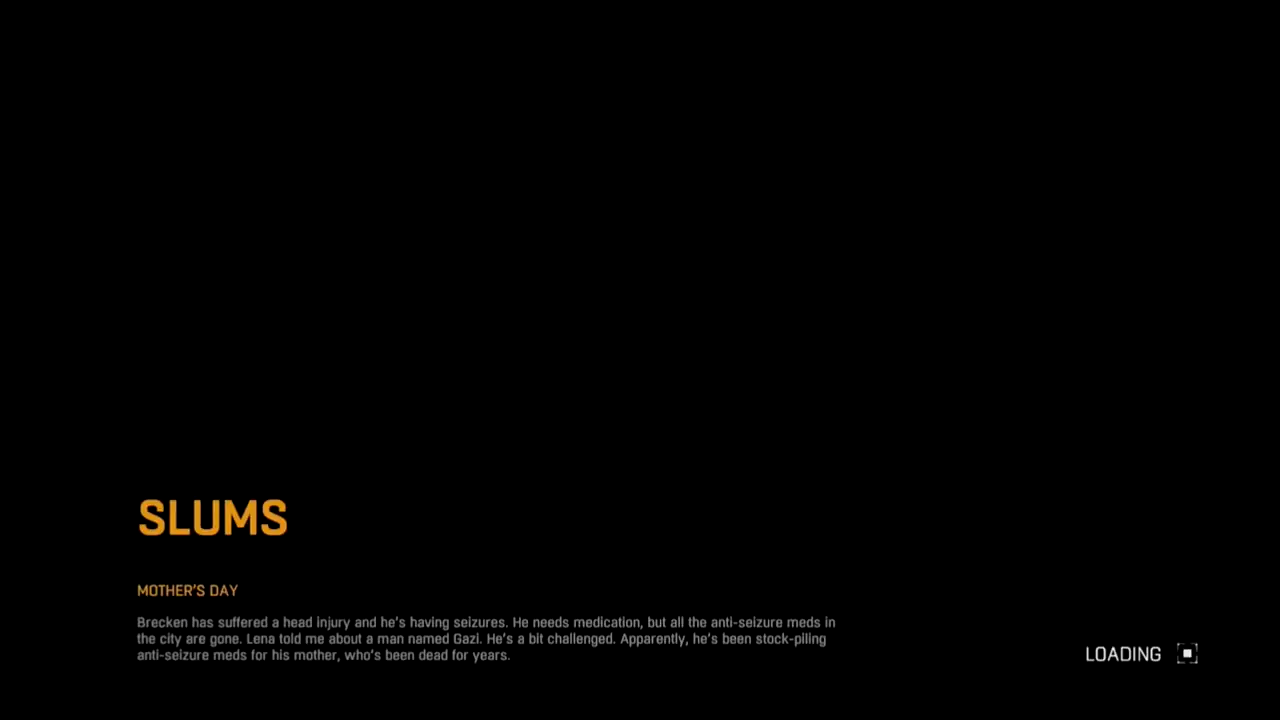 SLUMS
MOTHER'S DAY
Brecken has suffered a head injury and he's having seizures. He needs medication, but all the anti-seizure meds in
the city are gone. Lena told me about a man named Gazi. He's a bit challenged. Apparently, he's been stock-piling
anti-seizure meds for his mother, who's been dead for years.
LOADING